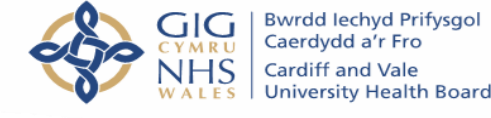 GIG
CYMRU
NHS
WALES
Bwrdd Iechyd Prifysgol
Caerdydd a'r Fro
Cardiff and Vale
University Health Board